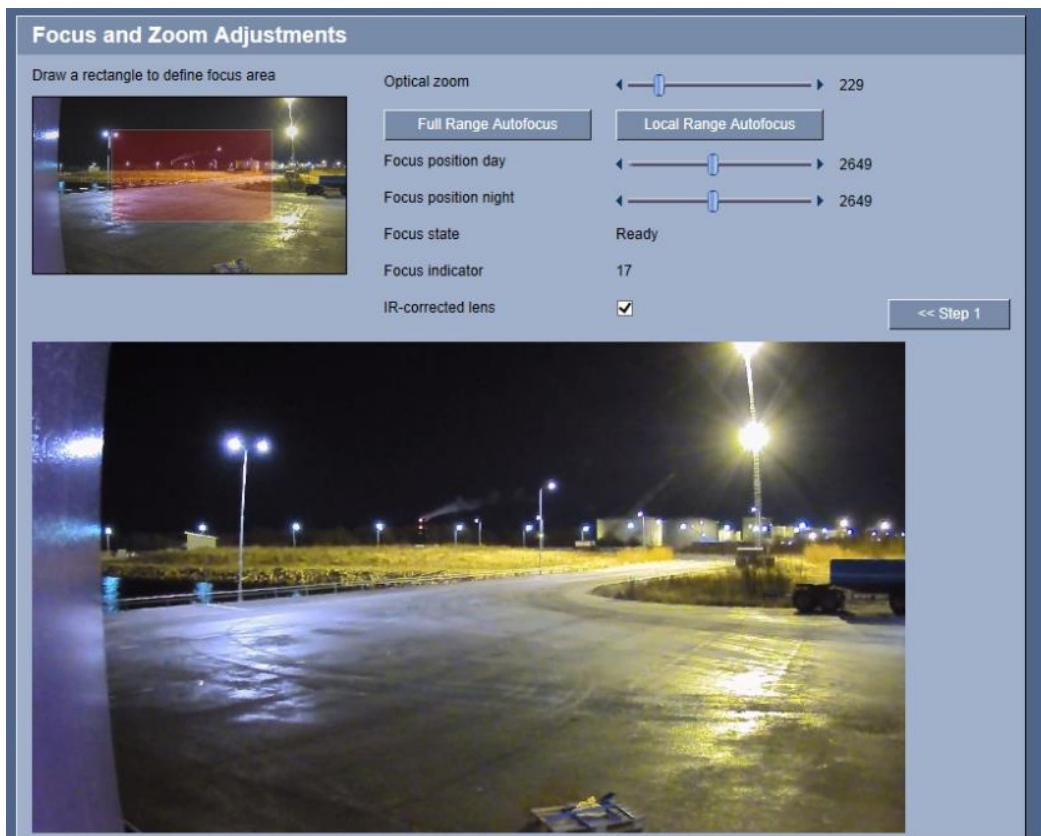 Focus and Zoom Adjustments
Draw a rectangle to define focus area
Optical zoom 229
Full Range Autofocus Local Range Autofocus
Focus position day 2649
Focus position night 2649
Focus state Ready
Focus indicator 17
IR-corrected lens
<< Step 1